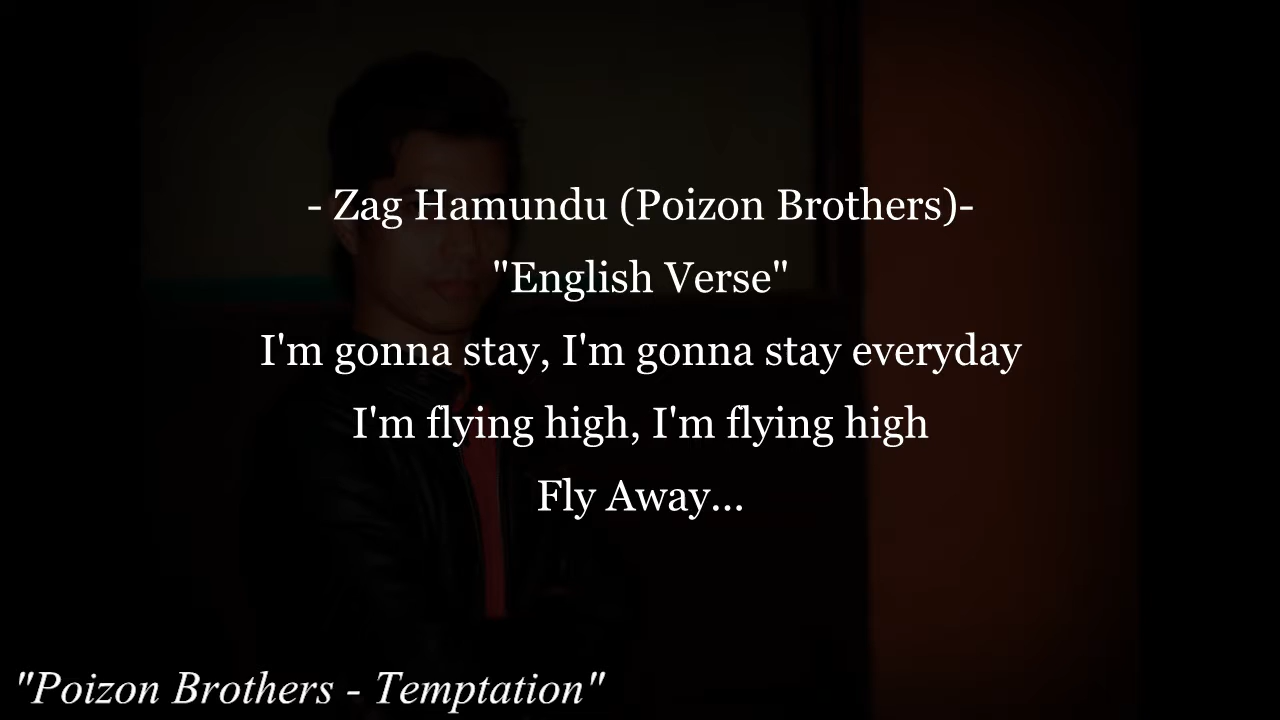 - Zag Hamundu (Poizon Brothers)-
"English Verse"
I'm gonna stay, I'm gonna stay everyday
I'm flying high, I'm flying high
Fly Away...
"Poizon Brothers - Temptation"